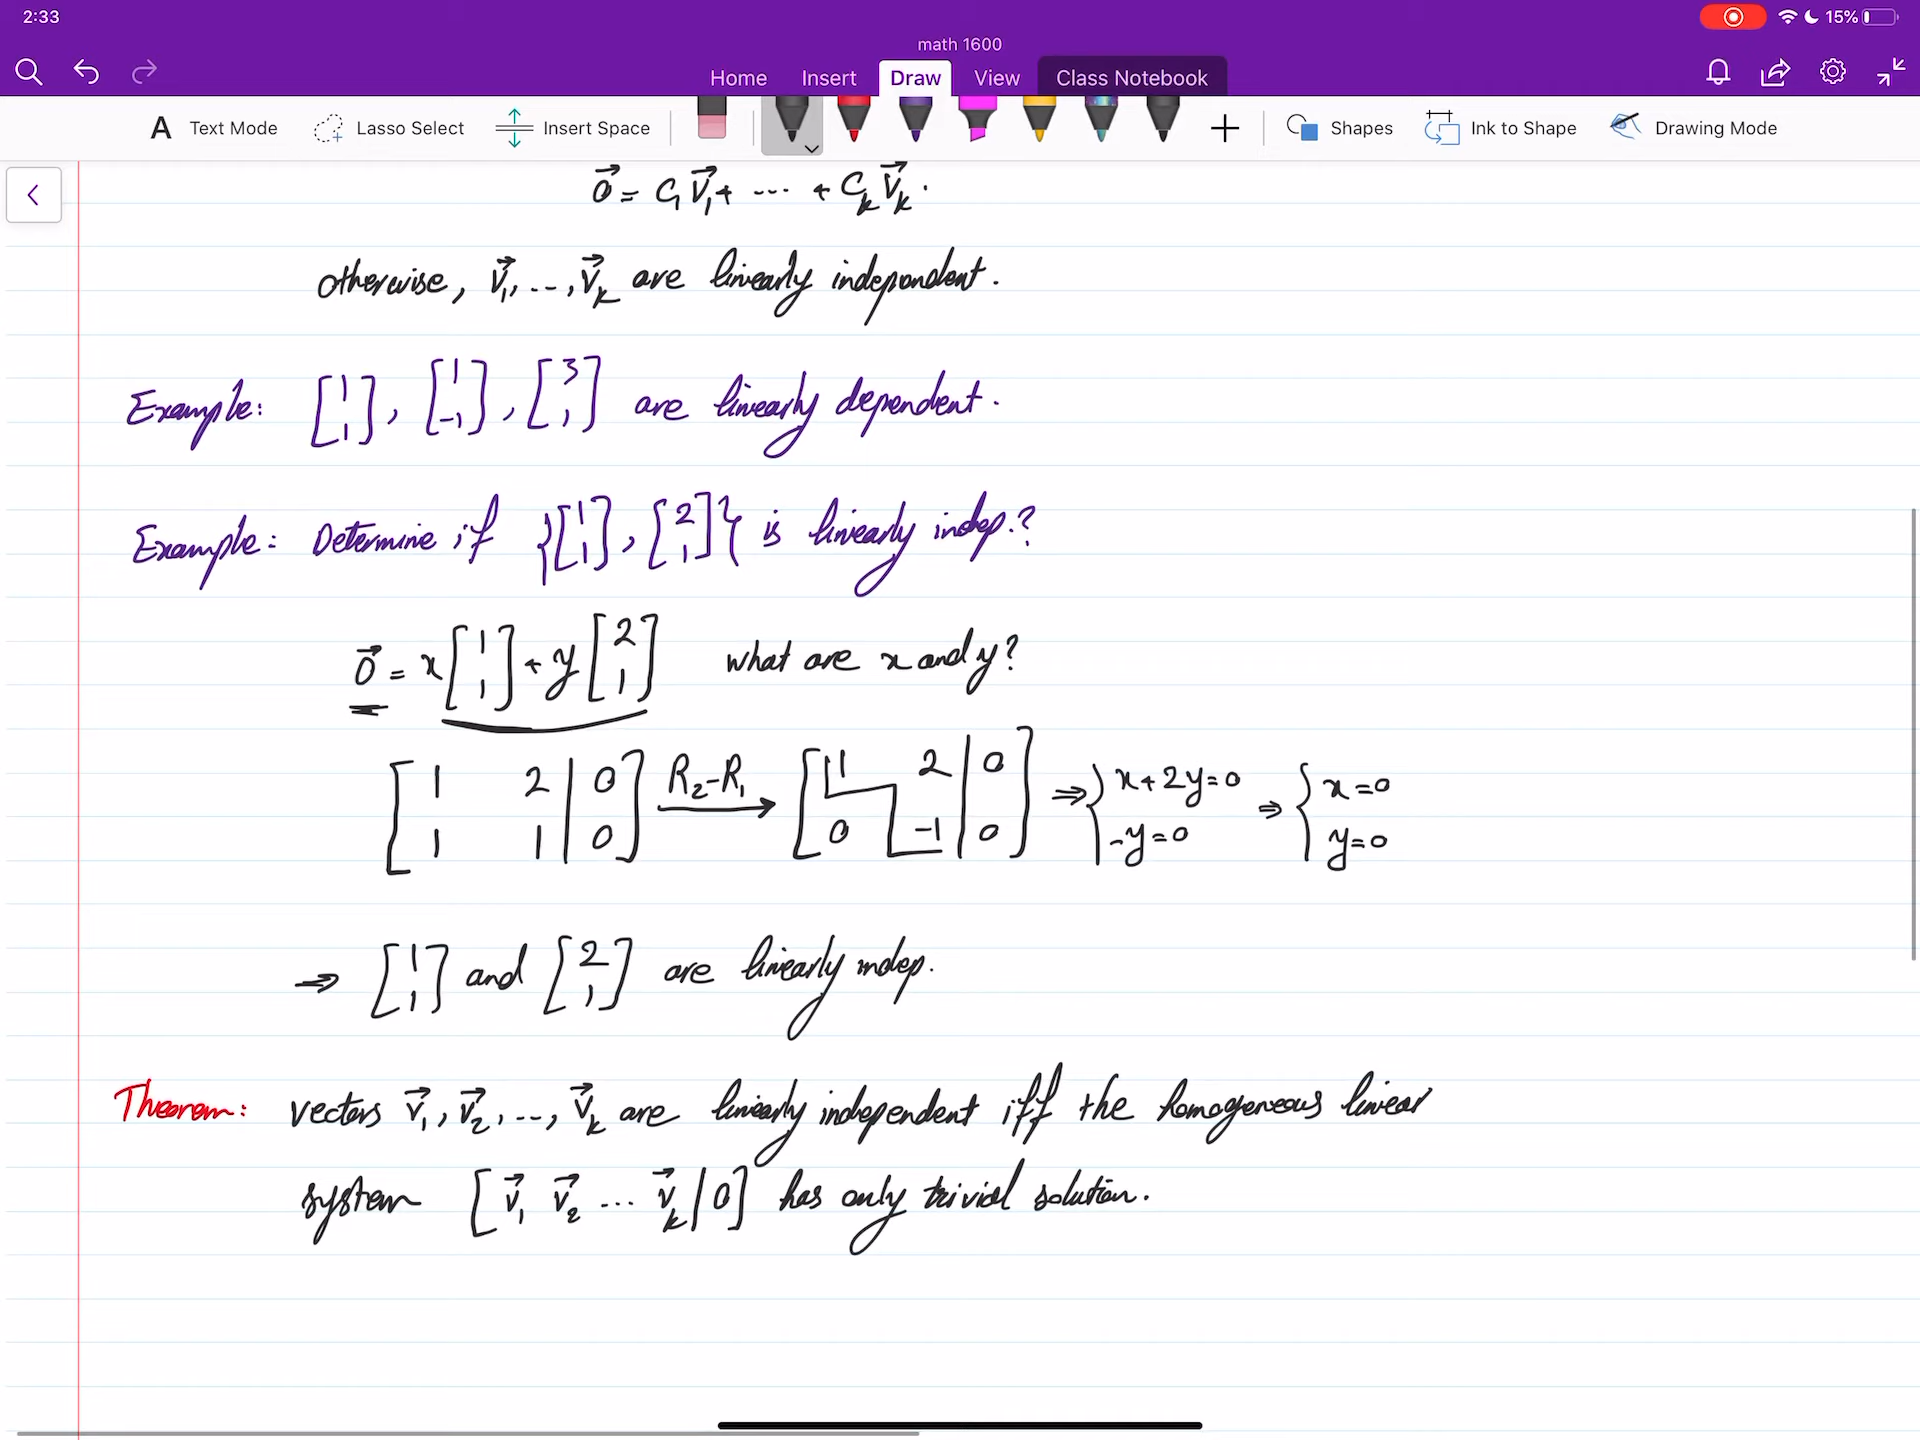 2:33
15%
math 1600
Home Insert Draw View Class Notebook
A Text Mode Lasso Select Insert Space Shapes Ink to Shape Drawing Mode
0⃗ = C₁v⃗₁ + ... + Cₖv⃗ₖ.
otherwise, v⃗₁, ..., v⃗ₖ are linearly independent.
Example: [1 1], [1 -1], [3 1] are linearly dependent.
Example: Determine if {[1 1], [2 1]} is linearly indep.?
0⃗ = x[1 1] + y[2 1] what are x and y?
[1 2 | 0 1 1 | 0] R₂-R₁ → [1 2 | 0 0 -1 | 0] ⇒ { x+2y=0 -y=0 ⇒ { x=0 y=0
⇒ [1 1] and [2 1] are linearly indep.
Theorem: vectors v⃗₁, v⃗₂, ..., v⃗ₖ are linearly independent iff the homogeneous linear
system [v⃗₁ v⃗₂ ... v⃗ₖ | 0] has only trivial solution.